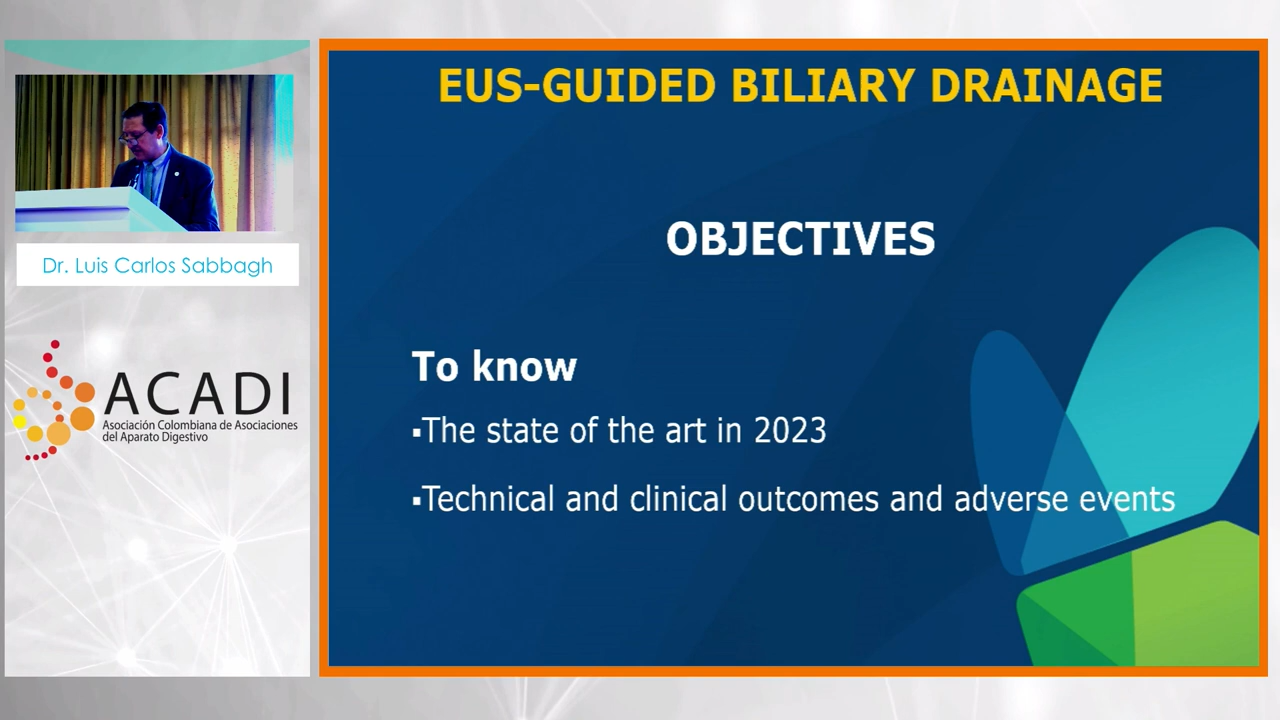 EUS-GUIDED BILIARY DRAINAGE
OBJECTIVES
To know
▪The state of the art in 2023
▪Technical and clinical outcomes and adverse events
Dr. Luis Carlos Sabbagh
ACADI
Asociación Colombiana de Asociaciones
del Aparato Digestivo